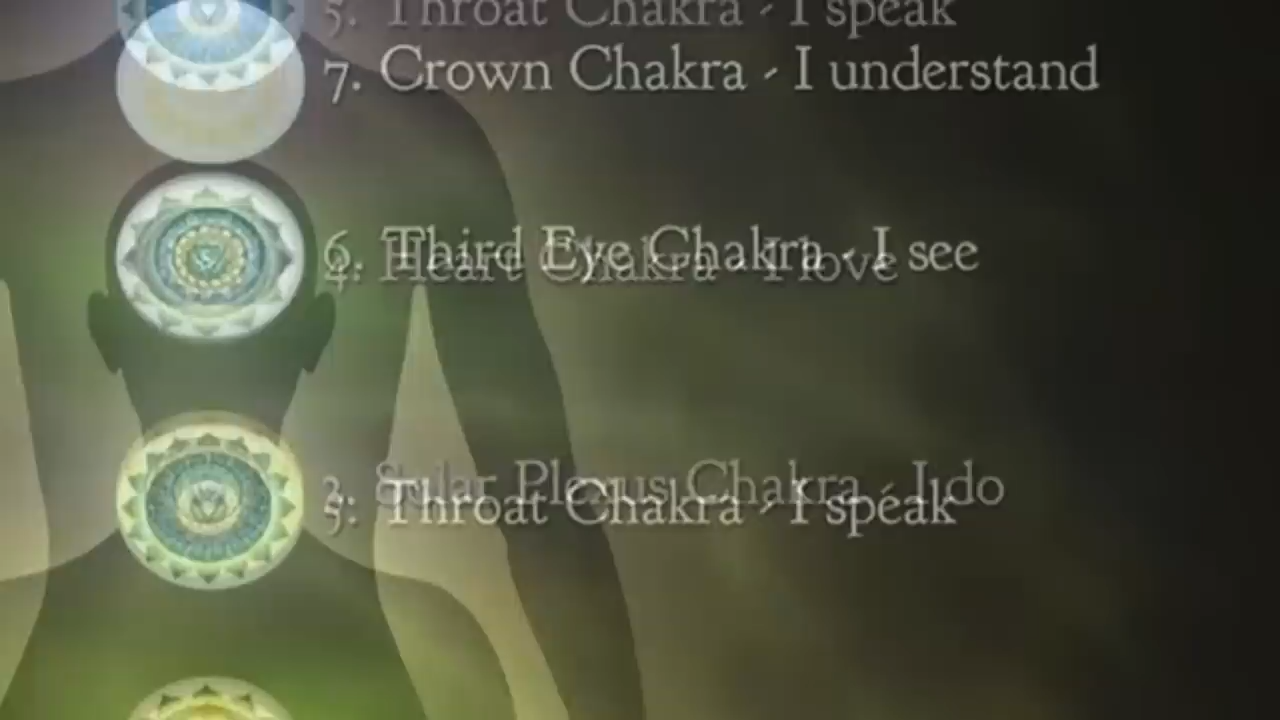 5. Throat Chakra - I speak
7. Crown Chakra - I understand
6. Third Eye Chakra - I see
4. Heart Chakra - I love
3. Solar Plexus Chakra - I do
5. Throat Chakra - I speak